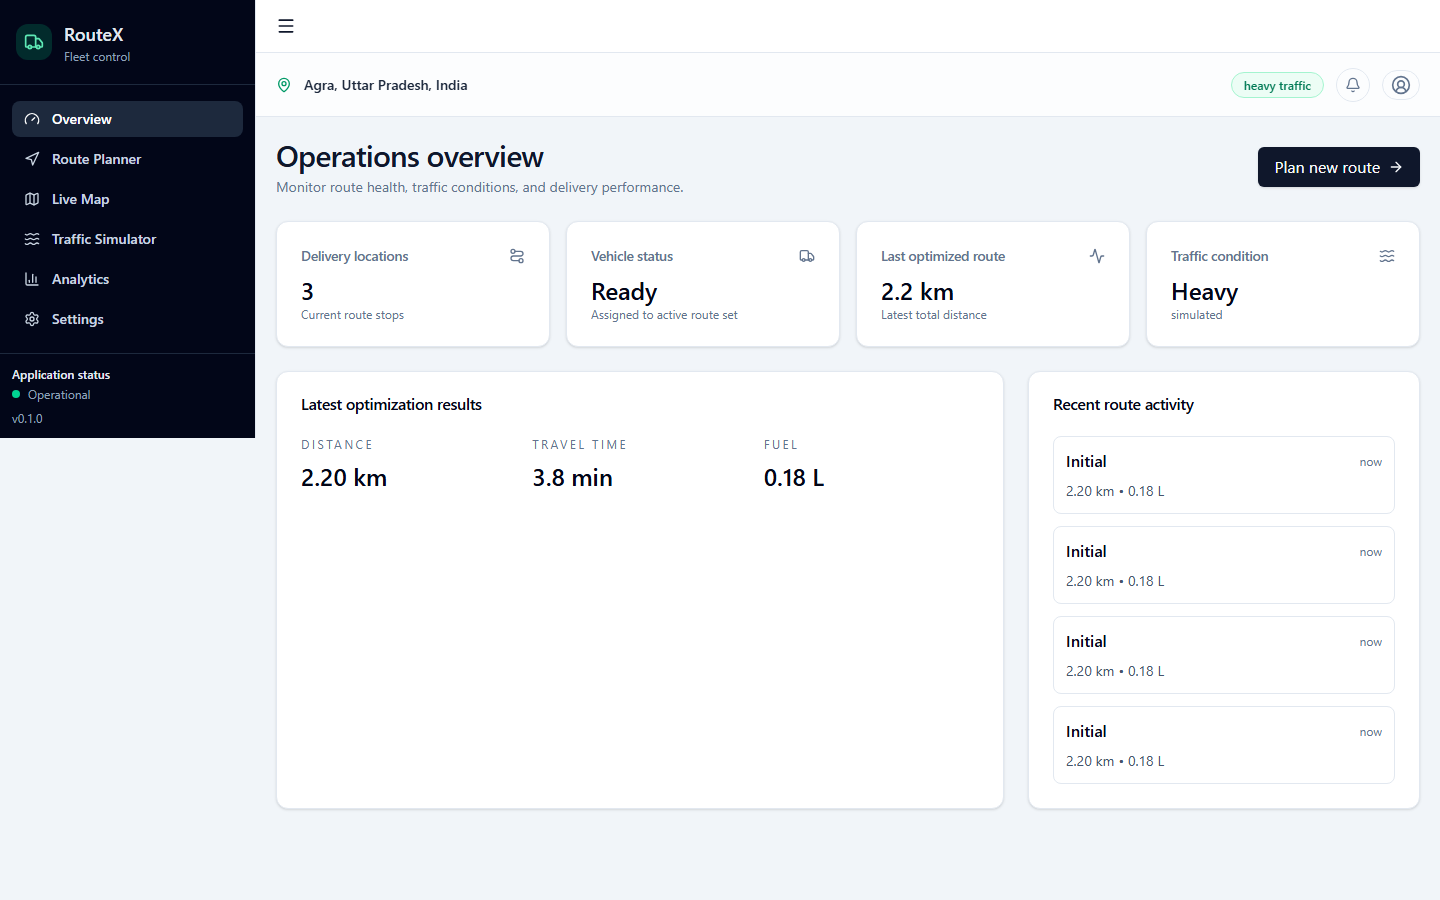 RouteX
Fleet control
Overview
Route Planner
Live Map
Traffic Simulator
Analytics
Settings
Application status
Operational
v0.1.0
Agra, Uttar Pradesh, India
heavy traffic
Operations overview
Monitor route health, traffic conditions, and delivery performance.
Plan new route
Delivery locations
3
Current route stops
Vehicle status
Ready
Assigned to active route set
Last optimized route
2.2 km
Latest total distance
Traffic condition
Heavy
simulated
Latest optimization results
DISTANCE
2.20 km
TRAVEL TIME
3.8 min
FUEL
0.18 L
Recent route activity
Initial now
2.20 km • 0.18 L
Initial now
2.20 km • 0.18 L
Initial now
2.20 km • 0.18 L
Initial now
2.20 km • 0.18 L